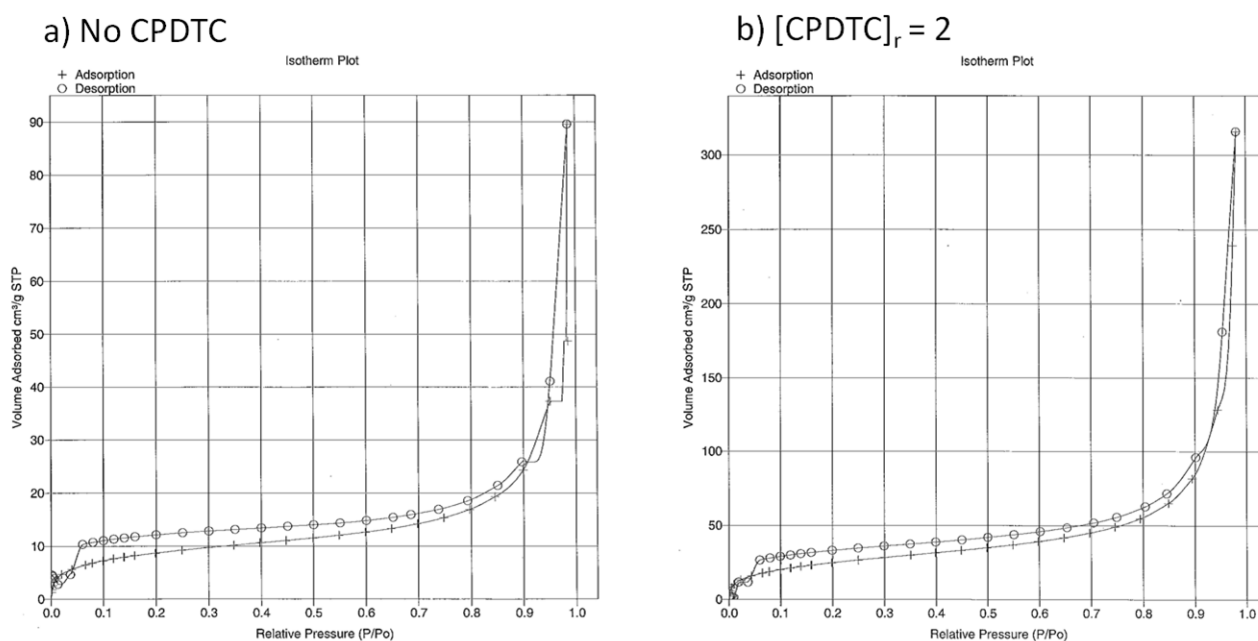 a) No CPDTC
Isotherm Plot
+ Adsorption
○ Desorption
Volume Adsorbed cm³/g STP
90
80
70
60
50
40
30
20
10
0
0.0 0.1 0.2 0.3 0.4 0.5 0.6 0.7 0.8 0.9 1.0
Relative Pressure (P/Po)
b) [CPDTC]r = 2
Isotherm Plot
+ Adsorption
○ Desorption
Volume Adsorbed cm³/g STP
300
250
200
150
100
50
0
0.0 0.1 0.2 0.3 0.4 0.5 0.6 0.7 0.8 0.9 1.0
Relative Pressure (P/Po)